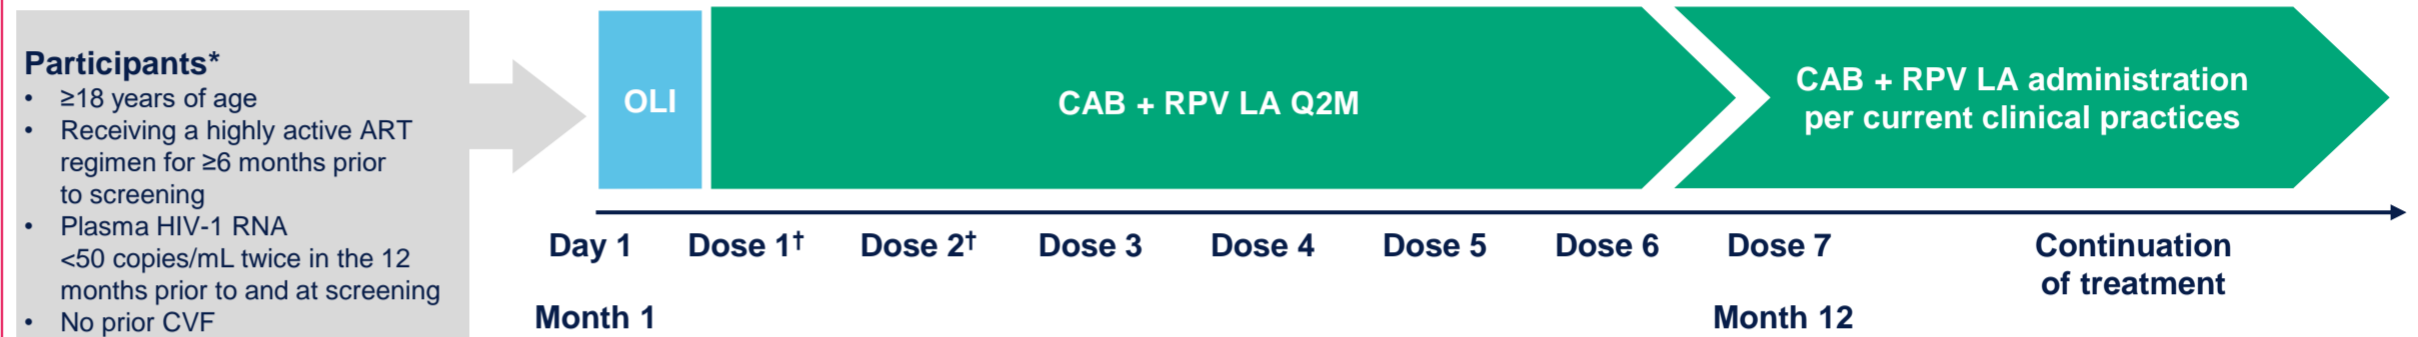 Participants*
• ≥18 years of age
• Receiving a highly active ART
regimen for ≥6 months prior
to screening
• Plasma HIV-1 RNA
<50 copies/mL twice in the 12
months prior to and at screening
• No prior CVF
OLI
CAB + RPV LA Q2M
CAB + RPV LA administration
per current clinical practices
Day 1 Dose 1† Dose 2† Dose 3 Dose 4 Dose 5 Dose 6 Dose 7 Continuation
of treatment
Month 1 Month 12